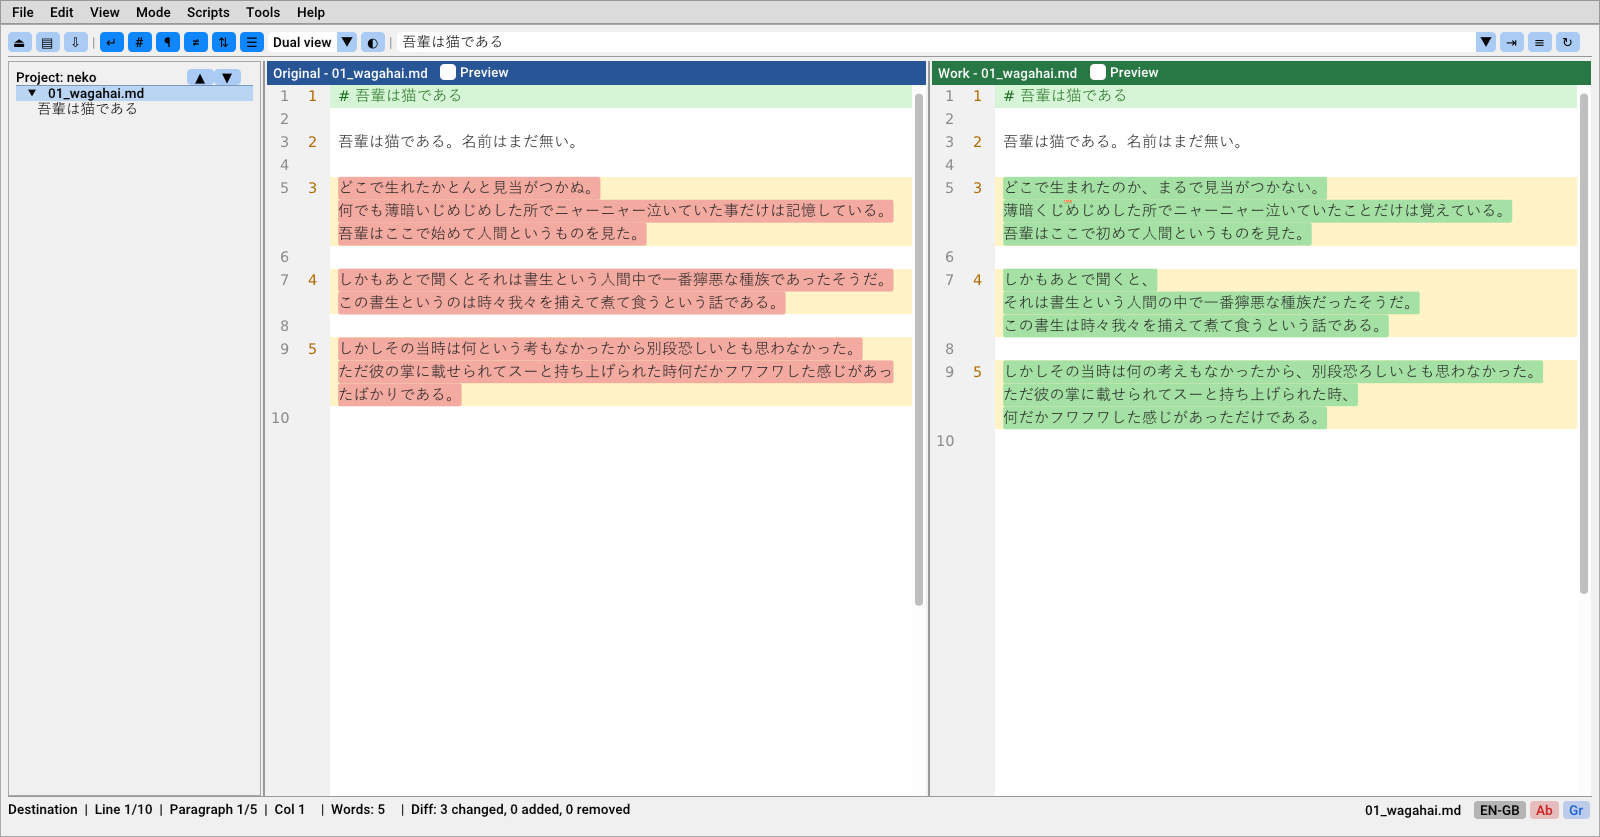 File Edit View Mode Scripts Tools Help
Dual view 吾輩は猫である
Project: neko
01_wagahai.md
吾輩は猫である
Original - 01_wagahai.md Preview
1 1 # 吾輩は猫である
2
3 2 吾輩は猫である。名前はまだ無い。
4
5 3 どこで生れたかとんと見当がつかぬ。
何でも薄暗いじめじめした所でニャーニャー泣いていた事だけは記憶している。
吾輩はここで始めて人間というものを見た。
6
7 4 しかもあとで聞くとそれは書生という人間中で一番獰悪な種族であったそうだ。
この書生というのは時々我々を捕えて煮て食うという話である。
8
9 5 しかしその当時は何という考もなかったから別段恐しいとも思わなかった。
ただ彼の掌に載せられてスーと持ち上げられた時何だかフワフワした感じがあっ
たばかりである。
10
Work - 01_wagahai.md Preview
1 1 # 吾輩は猫である
2
3 2 吾輩は猫である。名前はまだ無い。
4
5 3 どこで生まれたのか、まるで見当がつかない。
薄暗くじめじめした所でニャーニャー泣いていたことだけは覚えている。
吾輩はここで初めて人間というものを見た。
6
7 4 しかもあとで聞くと、
それは書生という人間の中で一番獰悪な種族だったそうだ。
この書生は時々我々を捕えて煮て食うという話である。
8
9 5 しかしその当時は何の考えもなかったから、別段恐ろしいとも思わなかった。
ただ彼の掌に載せられてスーと持ち上げられた時、
何だかフワフワした感じがあっただけである。
10
Destination | Line 1/10 | Paragraph 1/5 | Col 1 | Words: 5 | Diff: 3 changed, 0 added, 0 removed
01_wagahai.md EN-GB Ab Gr